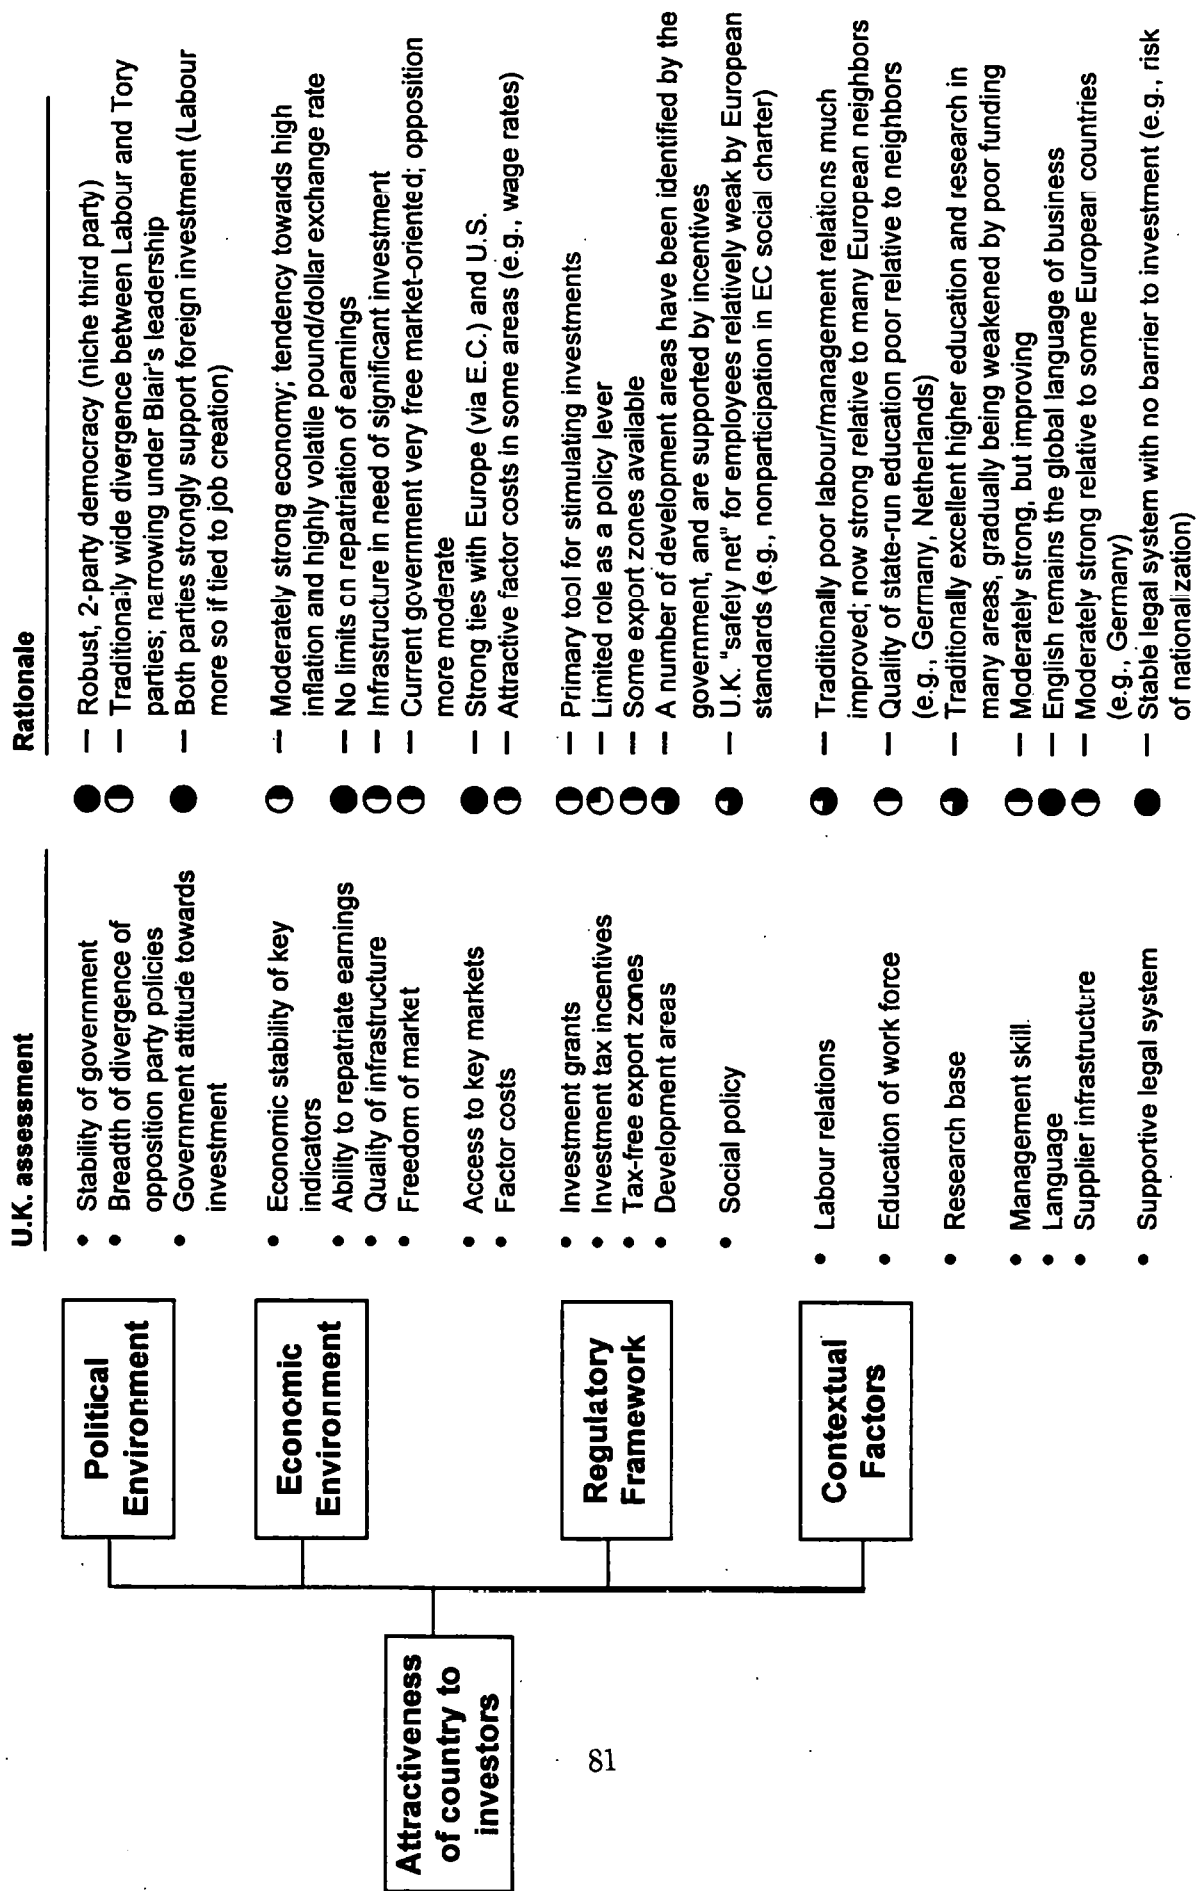 U.K. assessment
Rationale
Attractiveness
of country to
investors
Political
Environment
• Stability of government
— Robust, 2-party democracy (niche third party)
• Breadth of divergence of
opposition party policies
— Traditionally wide divergence between Labour and Tory
parties; narrowing under Blair's leadership
• Government attitude towards
investment
— Both parties strongly support foreign investment (Labour
more so if tied to job creation)
Economic
Environment
• Economic stability of key
indicators
— Moderately strong economy; tendency towards high
inflation and highly volatile pound/dollar exchange rate
• Ability to repatriate earnings
— No limits on repatriation of earnings
• Quality of infrastructure
— Infrastructure in need of significant investment
• Freedom of market
— Current government very free market-oriented; opposition
more moderate
• Access to key markets
— Strong ties with Europe (via E.C.) and U.S.
• Factor costs
— Attractive factor costs in some areas (e.g., wage rates)
Regulatory
Framework
• Investment grants
— Primary tool for stimulating investments
• Investment tax incentives
— Limited role as a policy lever
• Tax-free export zones
— Some export zones available
• Development areas
— A number of development areas have been identified by the
government, and are supported by incentives
• Social policy
— U.K. "safely net" for employees relatively weak by European
standards (e.g., nonparticipation in EC social charter)
Contextual
Factors
• Labour relations
— Traditionally poor labour/management relations much
improved; now strong relative to many European neighbors
• Education of work force
— Quality of state-run education poor relative to neighbors
(e.g., Germany, Netherlands)
• Research base
— Traditionally excellent higher education and research in
many areas, gradually being weakened by poor funding
• Management skill
— Moderately strong, but improving
• Language
— English remains the global language of business
• Supplier infrastructure
— Moderately strong relative to some European countries
(e.g., Germany)
• Supportive legal system
— Stable legal system with no barrier to investment (e.g., risk
of nationalization)
81